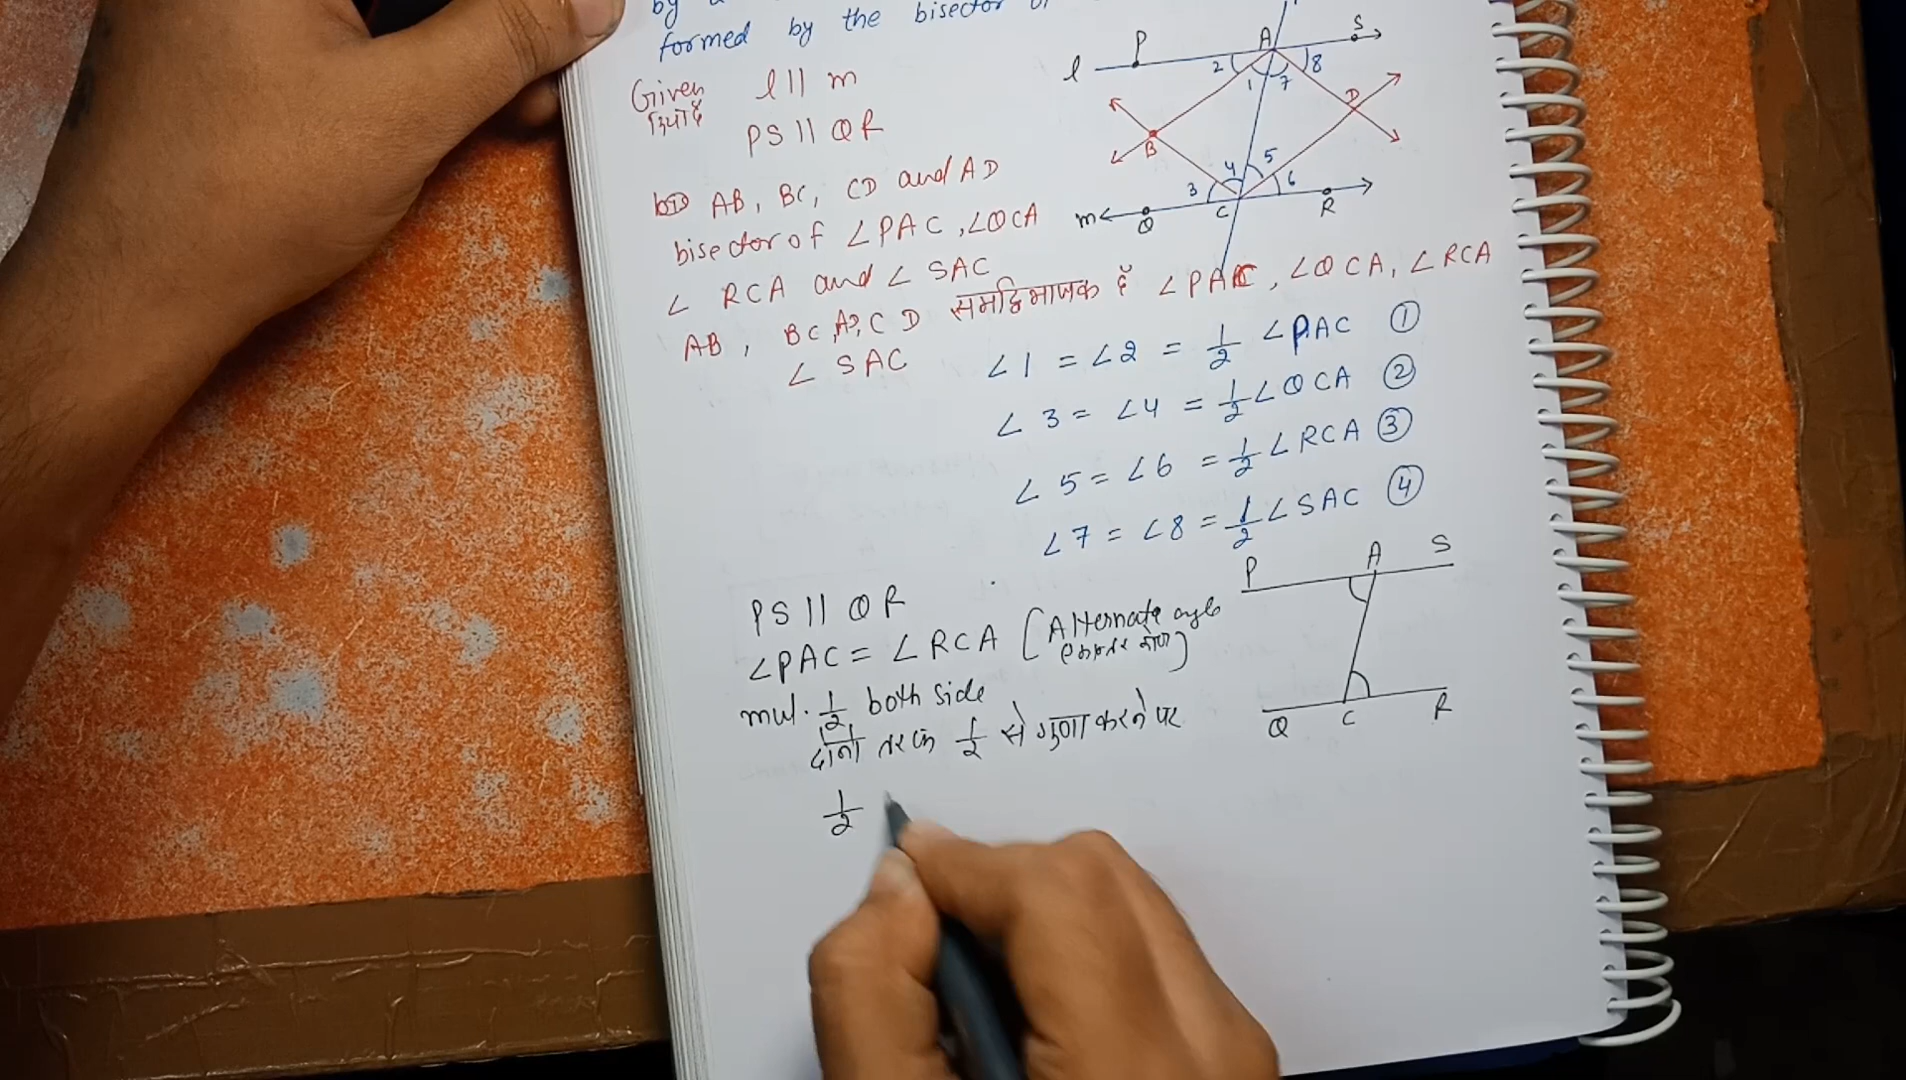 by a
formed by the bisector of
Given l || m
PS || QR
AB, BC, CD and AD
bisector of ∠PAC, ∠QCA
∠ RCA and ∠ SAC
AB, BC, AD, CD समद्विभाजक हैं ∠PAC, ∠QCA, ∠RCA
∠ SAC
∠1 = ∠2 = 1/2 ∠PAC ①
∠3 = ∠4 = 1/2 ∠QCA ②
∠5 = ∠6 = 1/2 ∠RCA ③
∠7 = ∠8 = 1/2 ∠SAC ④
l P A S
2 1 7 8
B D
3 4 5 6
m Q C R
PS || QR
∠PAC = ∠RCA [Alternate angle
एकान्तर कोण]
mul. 1/2 both side
दोनों तरफ 1/2 से गुणा करने पर
1/2
P A S
Q C R